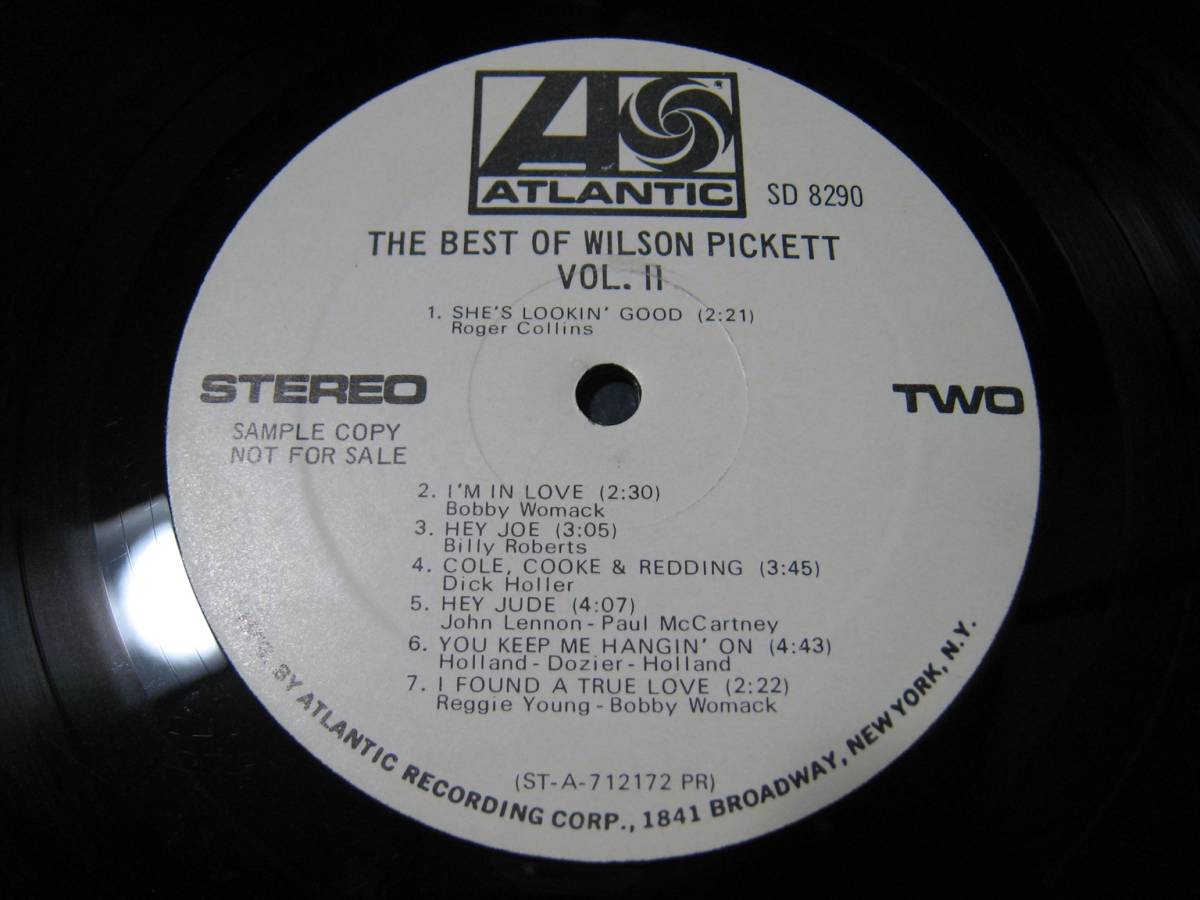 ATLANTIC
SD 8290
THE BEST OF WILSON PICKETT
VOL. II
1. SHE'S LOOKIN' GOOD (2:21)
Roger Collins
STEREO
TWO
SAMPLE COPY
NOT FOR SALE
2. I'M IN LOVE (2:30)
Bobby Womack
3. HEY JOE (3:05)
Billy Roberts
4. COLE, COOKE & REDDING (3:45)
Dick Holler
5. HEY JUDE (4:07)
John Lennon - Paul McCartney
6. YOU KEEP ME HANGIN' ON (4:43)
Holland - Dozier - Holland
7. I FOUND A TRUE LOVE (2:22)
Reggie Young - Bobby Womack
(ST-A-712172 PR)
MFG. BY ATLANTIC RECORDING CORP., 1841 BROADWAY, NEW YORK, N.Y.